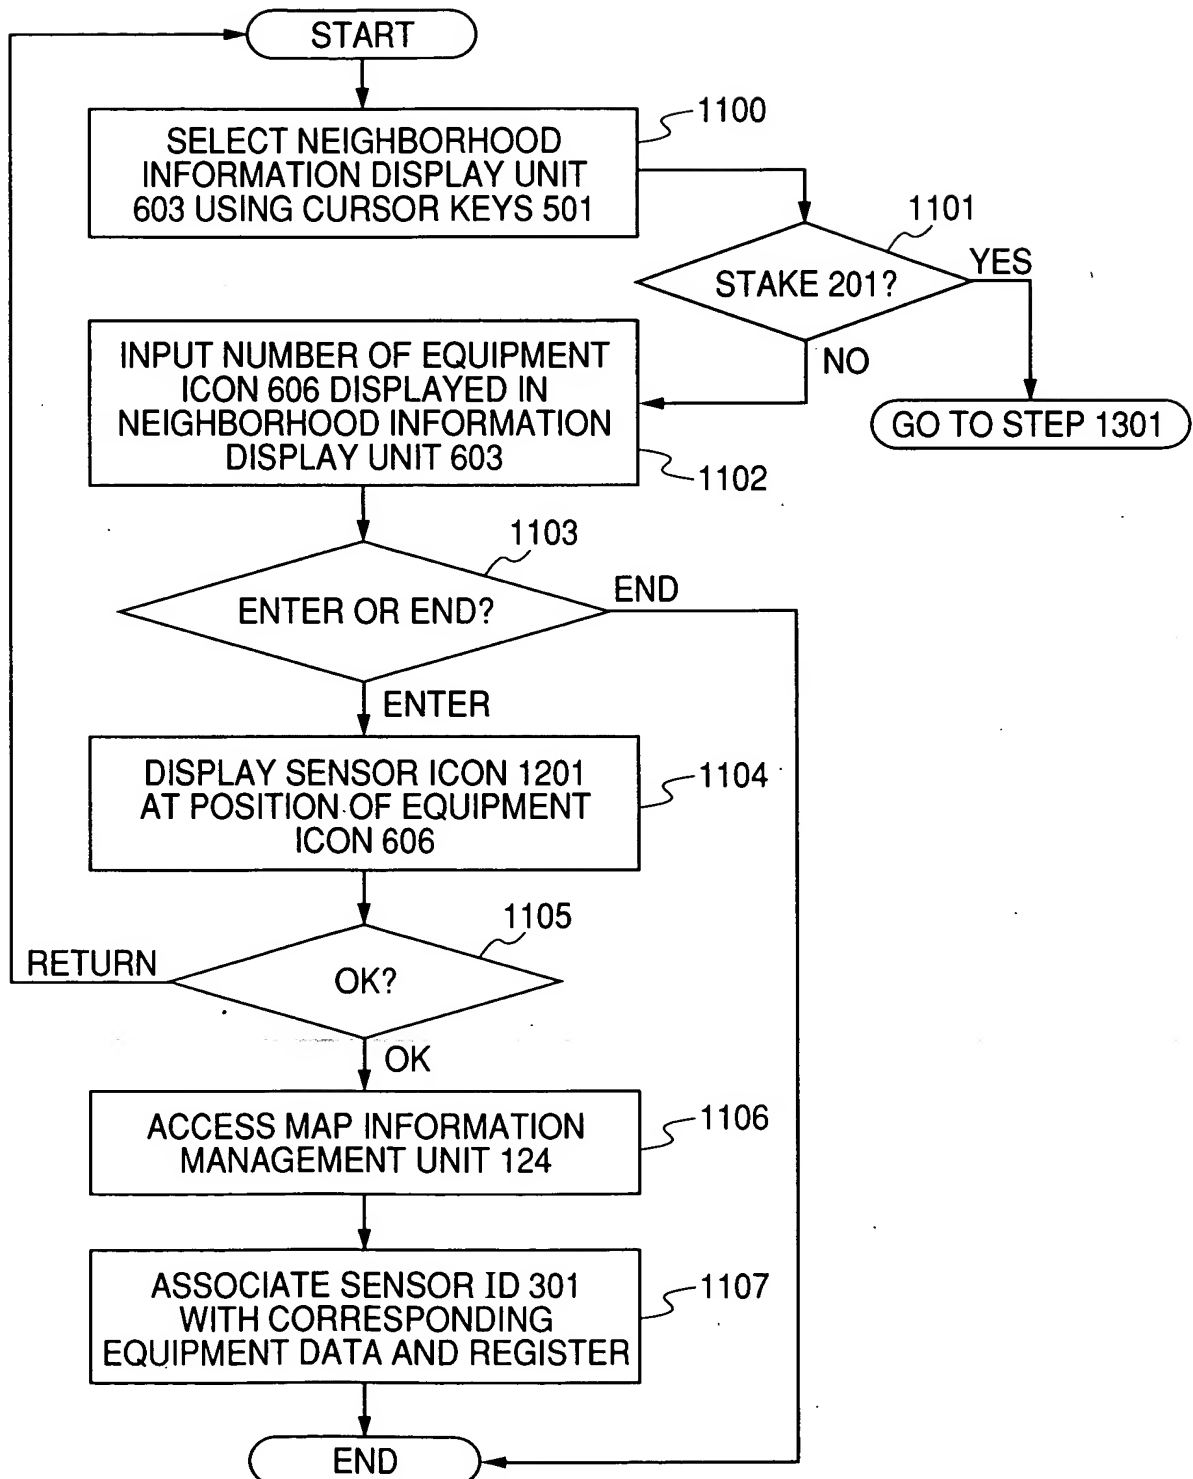 START
1100
SELECT NEIGHBORHOOD
INFORMATION DISPLAY UNIT
603 USING CURSOR KEYS 501
1101
STAKE 201?
YES
NO
GO TO STEP 1301
INPUT NUMBER OF EQUIPMENT
ICON 606 DISPLAYED IN
NEIGHBORHOOD INFORMATION
DISPLAY UNIT 603
1102
1103
ENTER OR END?
END
ENTER
DISPLAY SENSOR ICON 1201
AT POSITION OF EQUIPMENT
ICON 606
1104
1105
OK?
RETURN
OK
ACCESS MAP INFORMATION
MANAGEMENT UNIT 124
1106
ASSOCIATE SENSOR ID 301
WITH CORRESPONDING
EQUIPMENT DATA AND REGISTER
1107
END